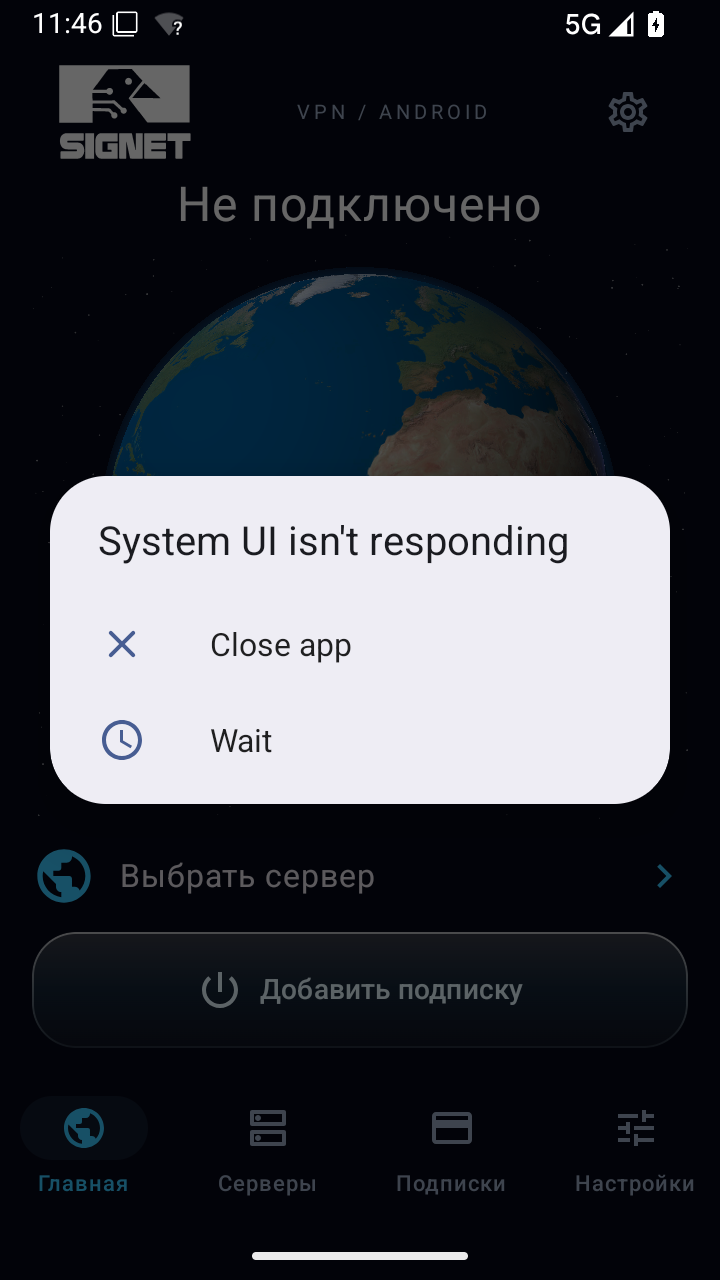 11:46
5G
SIGNET
VPN / ANDROID
Не подключено
System UI isn't responding
Close app
Wait
Выбрать сервер
Добавить подписку
Главная
Серверы
Подписки
Настройки